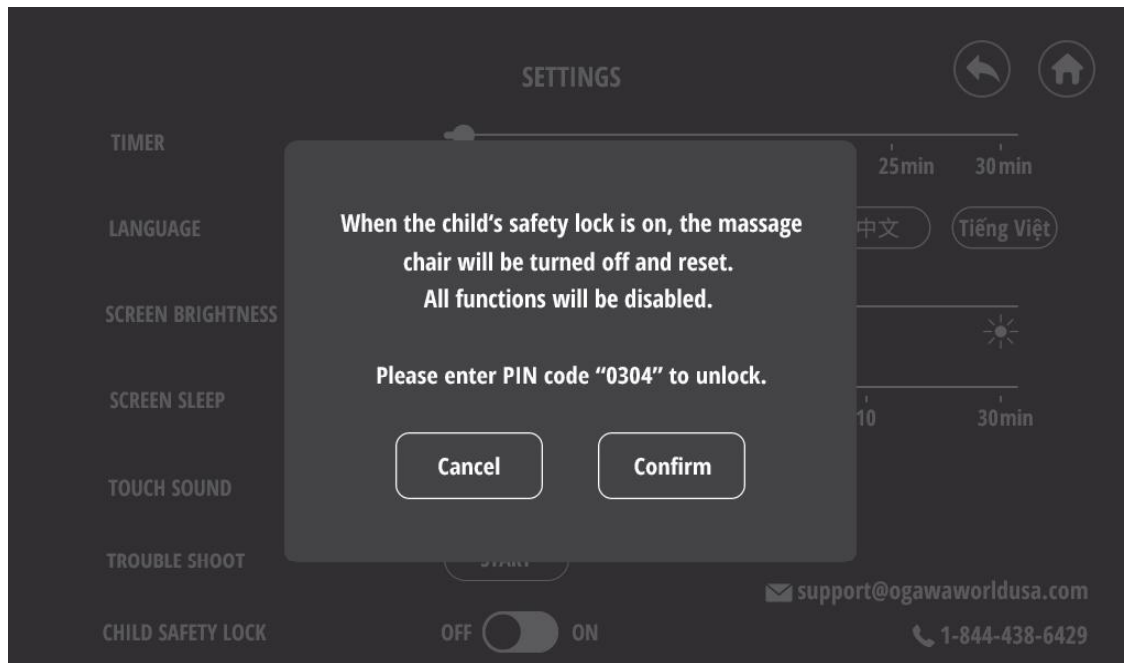 SETTINGS
TIMER
25min 30min
LANGUAGE
中文 Tiếng Việt
When the child's safety lock is on, the massage
chair will be turned off and reset.
All functions will be disabled.
SCREEN BRIGHTNESS
Please enter PIN code “0304” to unlock.
SCREEN SLEEP
10 30min
Cancel Confirm
TOUCH SOUND
TROUBLE SHOOT
START
support@ogawaworldusa.com
CHILD SAFETY LOCK OFF ON
1-844-438-6429